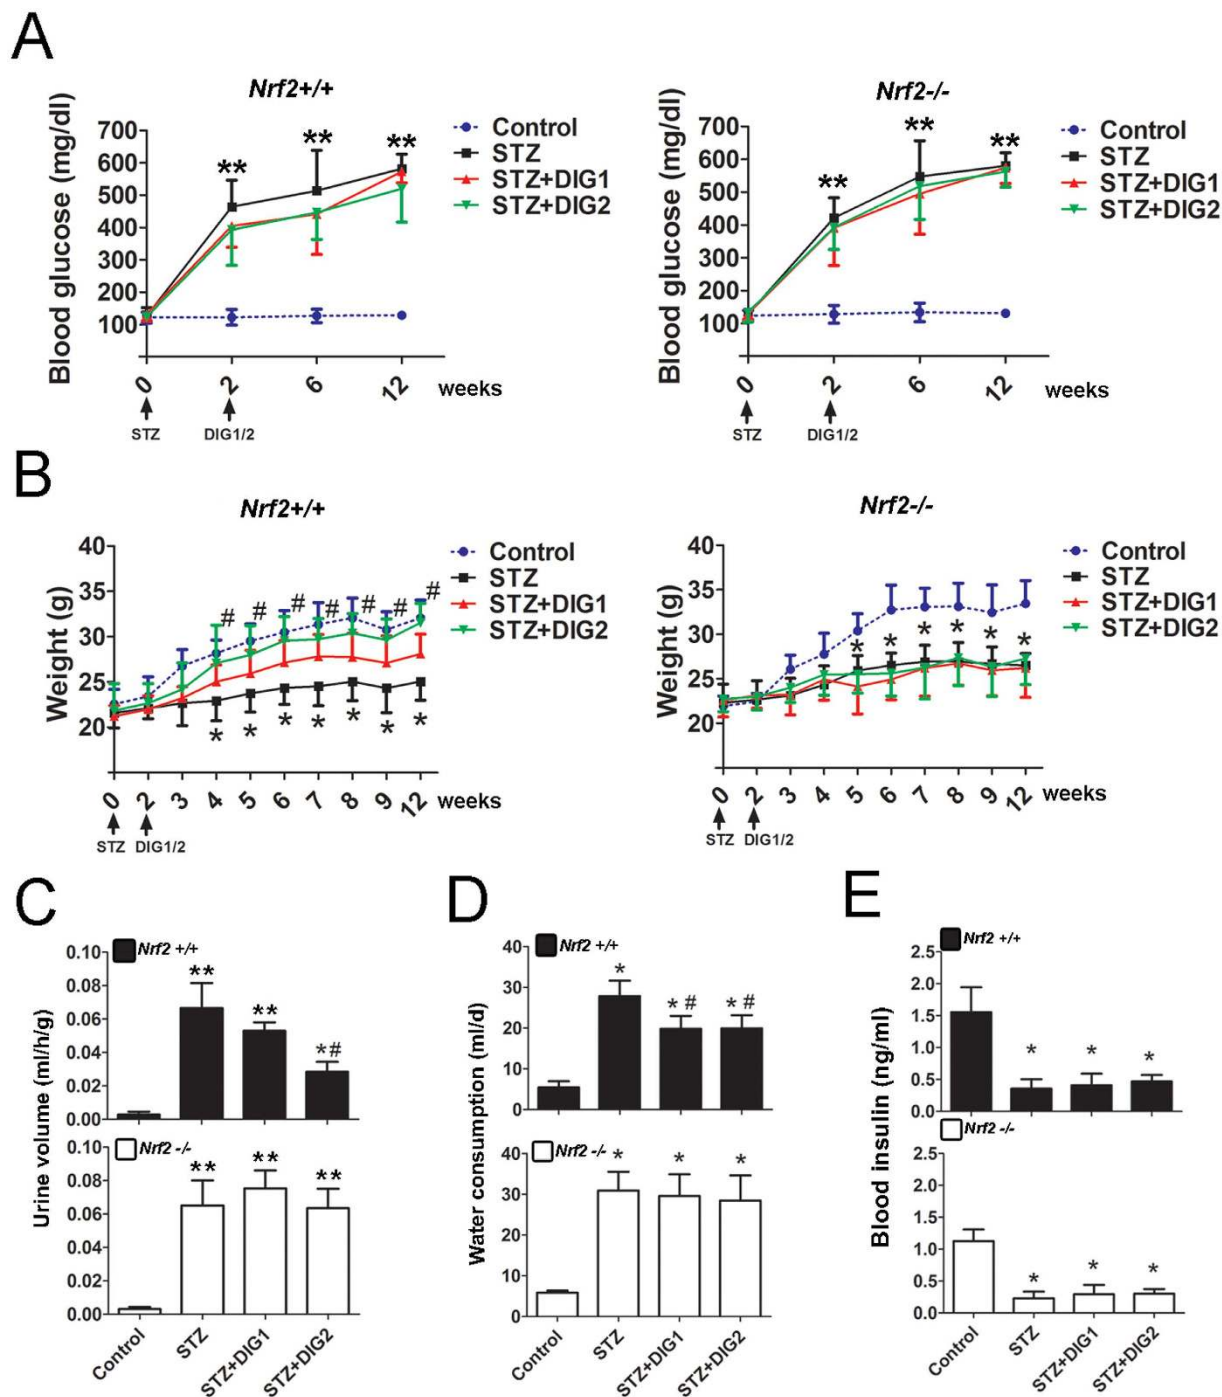 A
Nrf2+/+
Blood glucose (mg/dl)
700
600
500
400
300
200
100
** ** **
Control
STZ
STZ+DIG1
STZ+DIG2
0 2 6 12 weeks
STZ DIG1/2
Nrf2-/-
Blood glucose (mg/dl)
700
600
500
400
300
200
100
** ** **
Control
STZ
STZ+DIG1
STZ+DIG2
0 2 6 12 weeks
STZ DIG1/2
B
Nrf2+/+
Weight (g)
40
35
30
25
20
# # # # # # #
* * * * * * *
Control
STZ
STZ+DIG1
STZ+DIG2
0 2 3 4 5 6 7 8 9 12 weeks
STZ DIG1/2
Nrf2-/-
Weight (g)
40
35
30
25
20
* * * * * *
Control
STZ
STZ+DIG1
STZ+DIG2
0 2 3 4 5 6 7 8 9 12 weeks
STZ DIG1/2
C
Urine volume (ml/h/g)
Nrf2 +/+
0.10
0.08
0.06
0.04
0.02
0.00
** ** *#
Nrf2 -/-
0.10
0.08
0.06
0.04
0.02
0.00
** ** **
Control STZ STZ+DIG1 STZ+DIG2
D
Water consumption (ml/d)
Nrf2 +/+
40
30
20
10
0
* *# *#
Nrf2 -/-
40
30
20
10
0
* * *
Control STZ STZ+DIG1 STZ+DIG2
E
Blood insulin (ng/ml)
Nrf2 +/+
2.5
2.0
1.5
1.0
0.5
0.0
* * *
Nrf2 -/-
2.5
2.0
1.5
1.0
0.5
0.0
* * *
Control STZ STZ+DIG1 STZ+DIG2